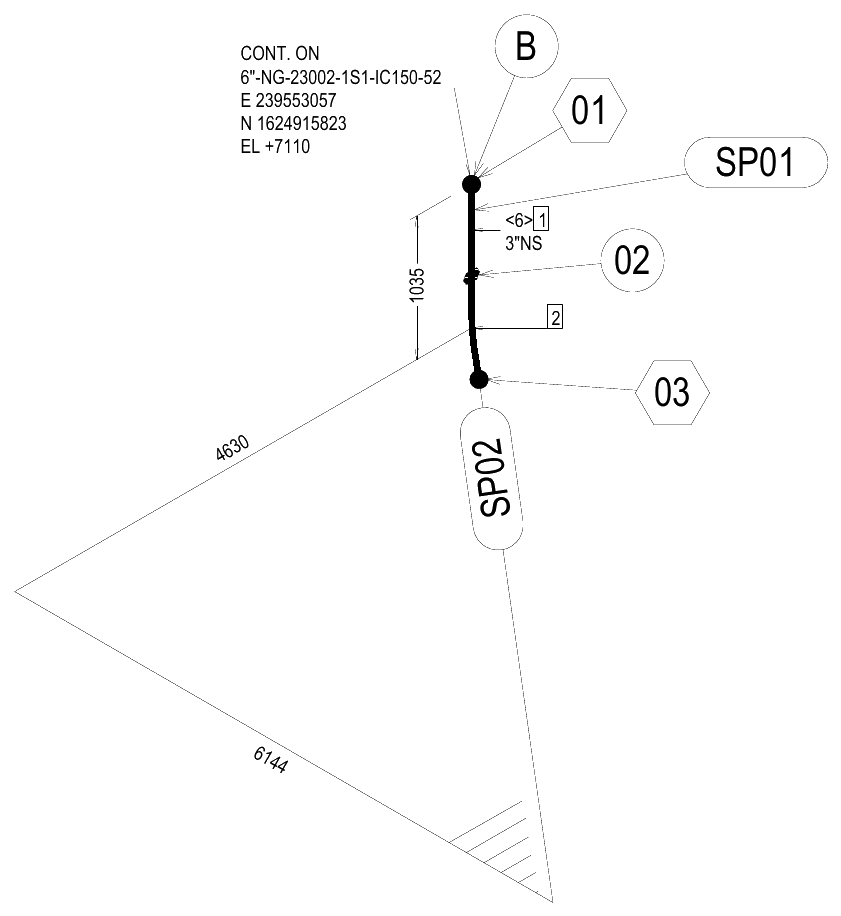 CONT. ON
6"-NG-23002-1S1-IC150-52
E 239553057
N 1624915823
EL +7110
B
01
SP01
<6> 1
3"NS
02
1035
2
03
4630
SP02
6144